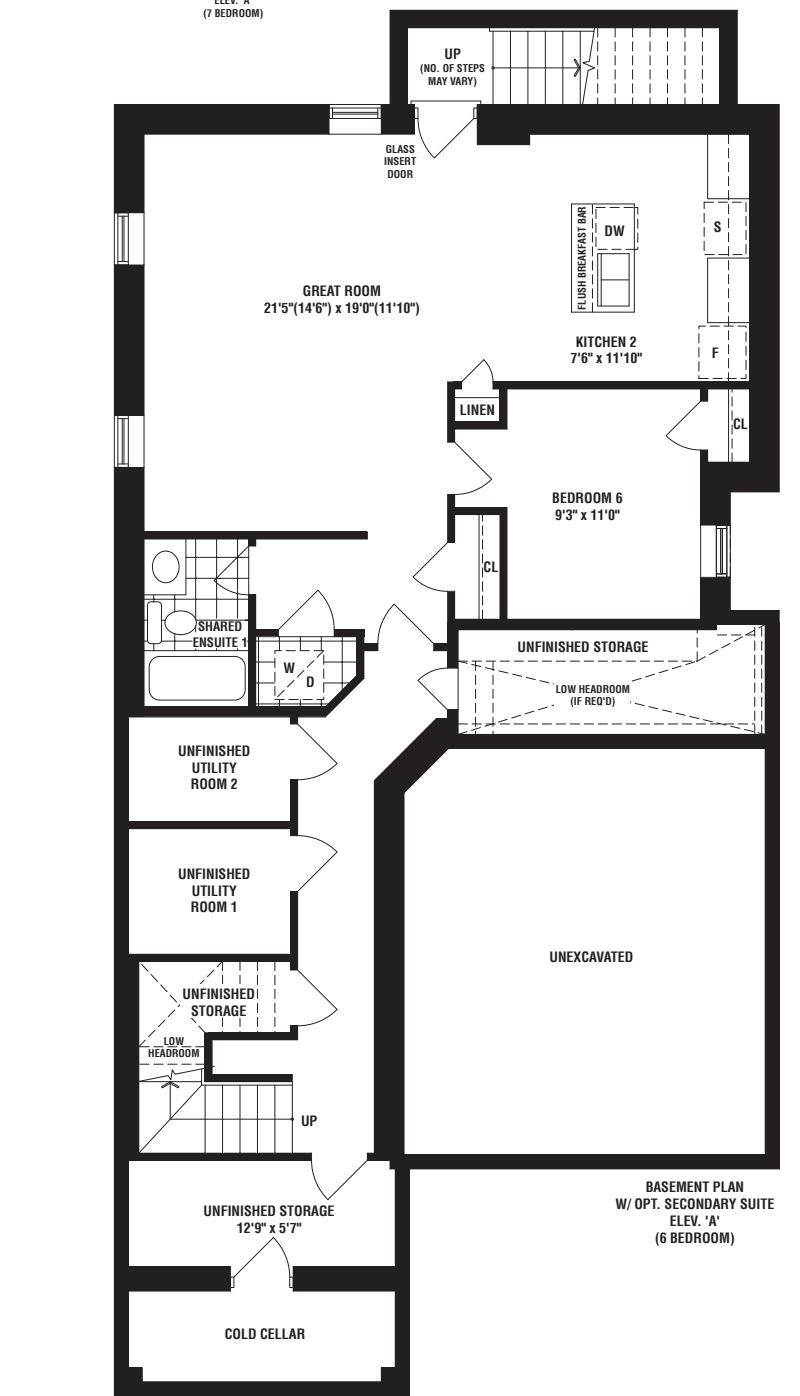 ELEV. 'A'
(7 BEDROOM)
UP
(NO. OF STEPS
MAY VARY)
GLASS
INSERT
DOOR
FLUSH BREAKFAST BAR
DW
S
GREAT ROOM
21'5"(14'6") x 19'0"(11'10")
KITCHEN 2
7'6" x 11'10"
F
LINEN
CL
BEDROOM 6
9'3" x 11'0"
CL
SHARED
ENSUITE 1
W
D
UNFINISHED STORAGE
LOW HEADROOM
(IF REQ'D)
UNFINISHED
UTILITY
ROOM 2
UNFINISHED
UTILITY
ROOM 1
UNEXCAVATED
UNFINISHED
STORAGE
LOW
HEADROOM
UP
BASEMENT PLAN
W/ OPT. SECONDARY SUITE
ELEV. 'A'
(6 BEDROOM)
UNFINISHED STORAGE
12'9" x 5'7"
COLD CELLAR